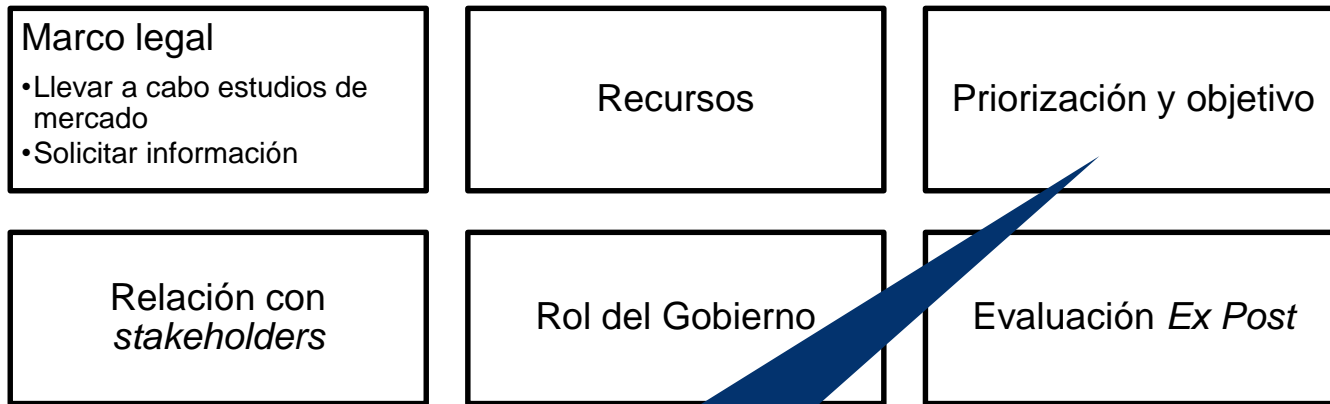 Marco legal
•Llevar a cabo estudios de
mercado
•Solicitar información
Recursos
Priorización y objetivo
Relación con
stakeholders
Rol del Gobierno
Evaluación Ex Post